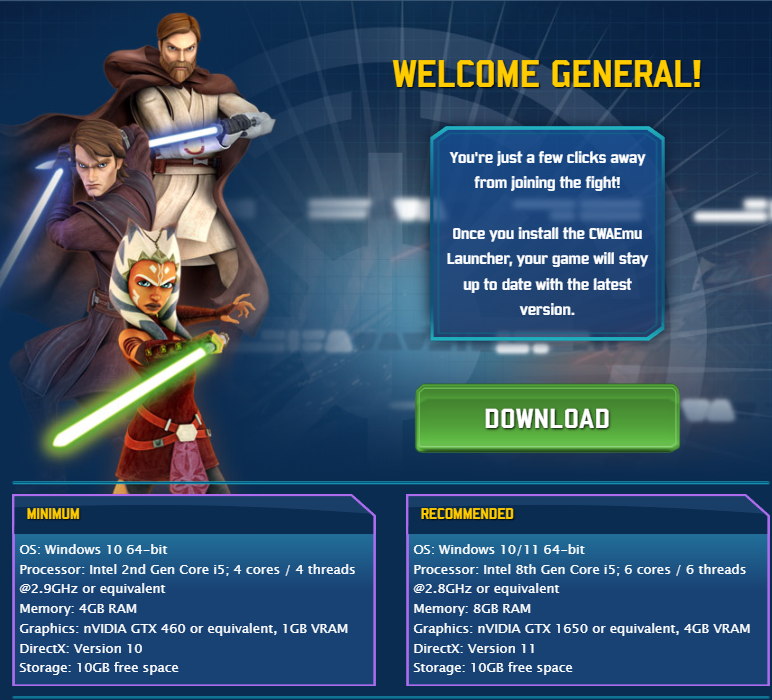 WELCOME GENERAL!
You're just a few clicks away
from joining the fight!
Once you install the CWAEmu
Launcher, your game will stay
up to date with the latest
version.
DOWNLOAD
MINIMUM
OS: Windows 10 64-bit
Processor: Intel 2nd Gen Core i5; 4 cores / 4 threads
@2.9GHz or equivalent
Memory: 4GB RAM
Graphics: nVIDIA GTX 460 or equivalent, 1GB VRAM
DirectX: Version 10
Storage: 10GB free space
RECOMMENDED
OS: Windows 10/11 64-bit
Processor: Intel 8th Gen Core i5; 6 cores / 6 threads
@2.8GHz or equivalent
Memory: 8GB RAM
Graphics: nVIDIA GTX 1650 or equivalent, 4GB VRAM
DirectX: Version 11
Storage: 10GB free space